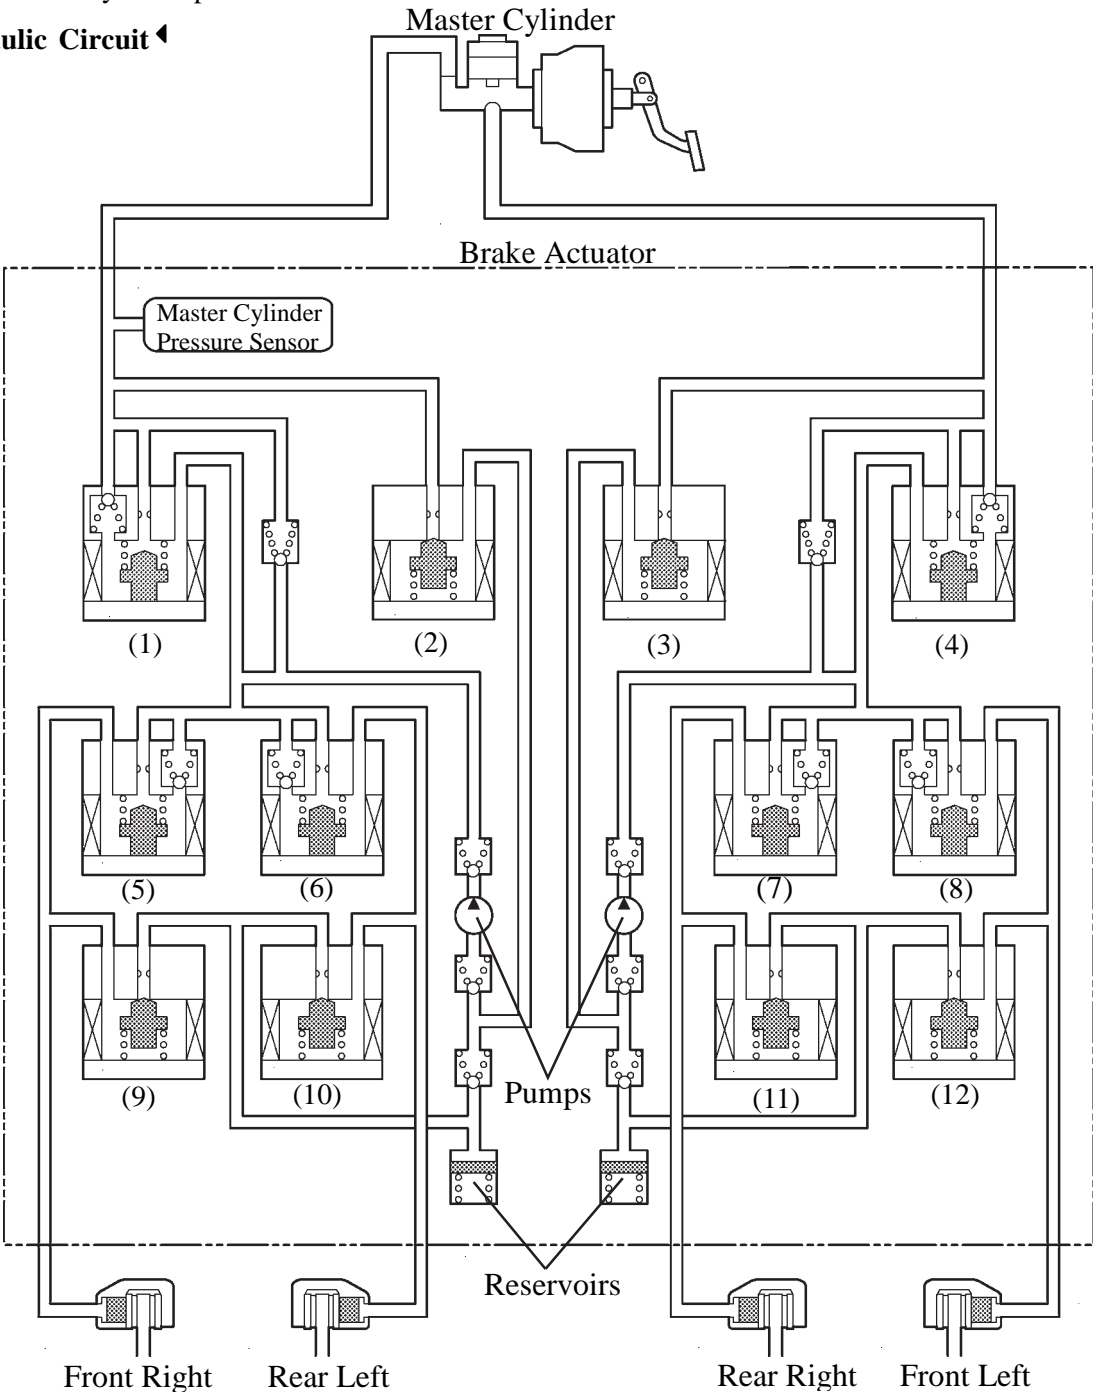 Master Cylinder
ulic Circuit
Brake Actuator
Master Cylinder
Pressure Sensor
(1) (2) (3) (4)
(5) (6) (7) (8)
(9) (10) Pumps (11) (12)
Reservoirs
Front Right Rear Left Rear Right Front Left